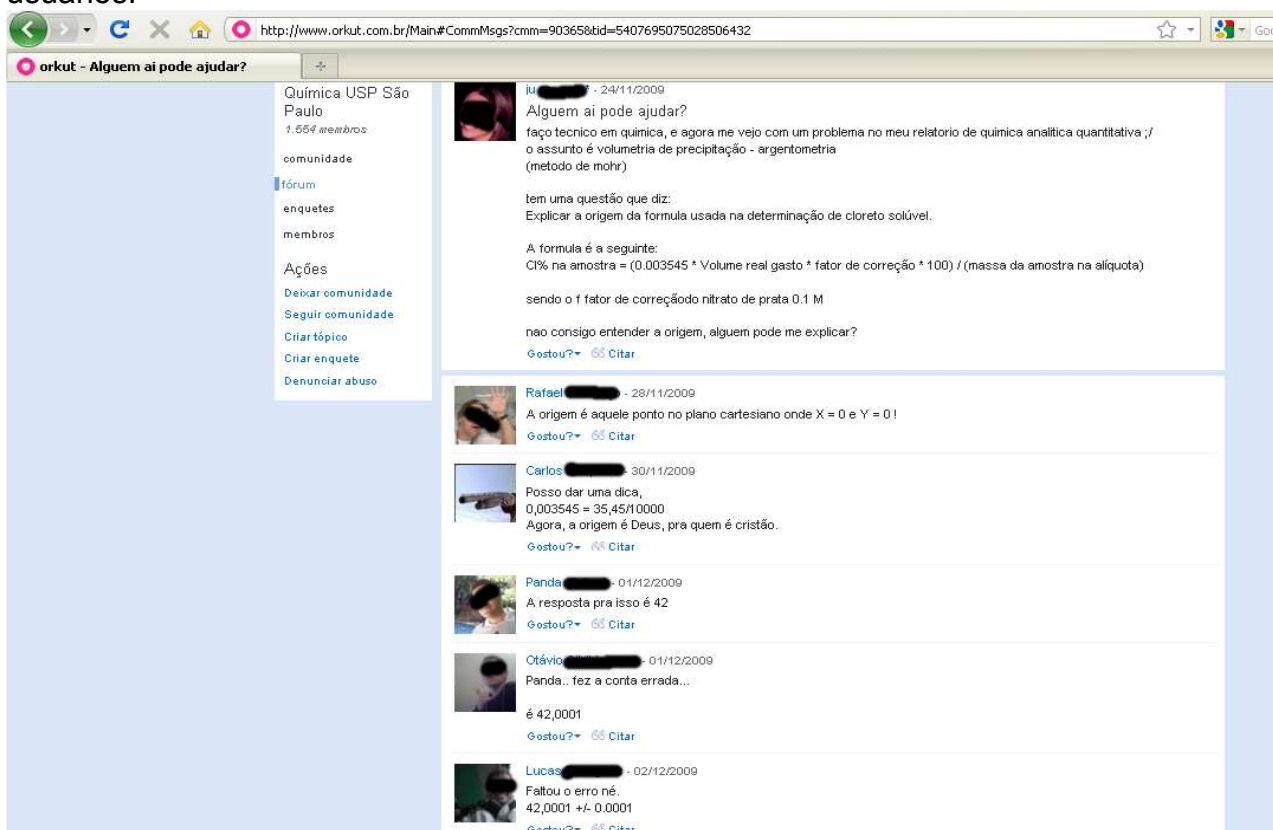 usuários.
http://www.orkut.com.br/Main#CommMsgs?cmm=90365&tid=5407695075028506432
Goo
orkut - Alguem ai pode ajudar?
Química USP São
Paulo
1.554 membros
comunidade
fórum
enquetes
membros
Ações
Deixar comunidade
Seguir comunidade
Criar tópico
Criar enquete
Denunciar abuso
ju - 24/11/2009
Alguem ai pode ajudar?
faço tecnico em quimica, e agora me vejo com um problema no meu relatorio de quimica analitica quantitativa ;/
o assunto é volumetria de precipitação - argentometria
(metodo de mohr)
tem uma questão que diz:
Explicar a origem da formula usada na determinação de cloreto solúvel.
A formula é a seguinte:
Cl% na amostra = (0.003545 * Volume real gasto * fator de correção * 100) / (massa da amostra na alíquota)
sendo o f fator de correçãodo nitrato de prata 0.1 M
nao consigo entender a origem, alguem pode me explicar?
Gostou? Citar
Rafael - 28/11/2009
A origem é aquele ponto no plano cartesiano onde X = 0 e Y = 0 !
Gostou? Citar
Carlos - 30/11/2009
Posso dar uma dica,
0,003545 = 35,45/10000
Agora, a origem é Deus, pra quem é cristão.
Gostou? Citar
Panda - 01/12/2009
A resposta pra isso é 42
Gostou? Citar
Otávio - 01/12/2009
Panda.. fez a conta errada...
é 42,0001
Gostou? Citar
Lucas - 02/12/2009
Faltou o erro né.
42,0001 +/- 0.0001
Gostou? Citar